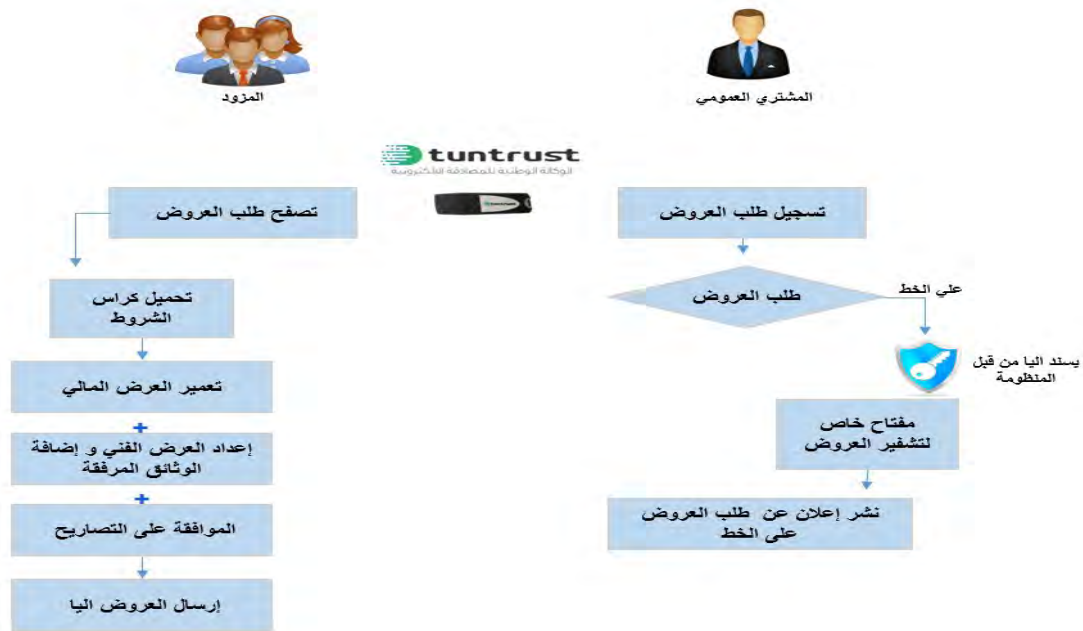 المشتري العمومي
المزود
tuntrust
الوكالة الوطنية للمصادقة الالكترونية
تسجيل طلب العروض
طلب العروض
علي الخط
يسند اليا من قبل
المنظومة
مفتاح خاص
لتشفير العروض
نشر إعلان عن طلب العروض
على الخط
تصفح طلب العروض
تحميل كراس
الشروط
تعمير العرض المالي
+
إعداد العرض الفني و إضافة
الوثائق المرفقة
+
الموافقة على التصاريح
إرسال العروض اليا